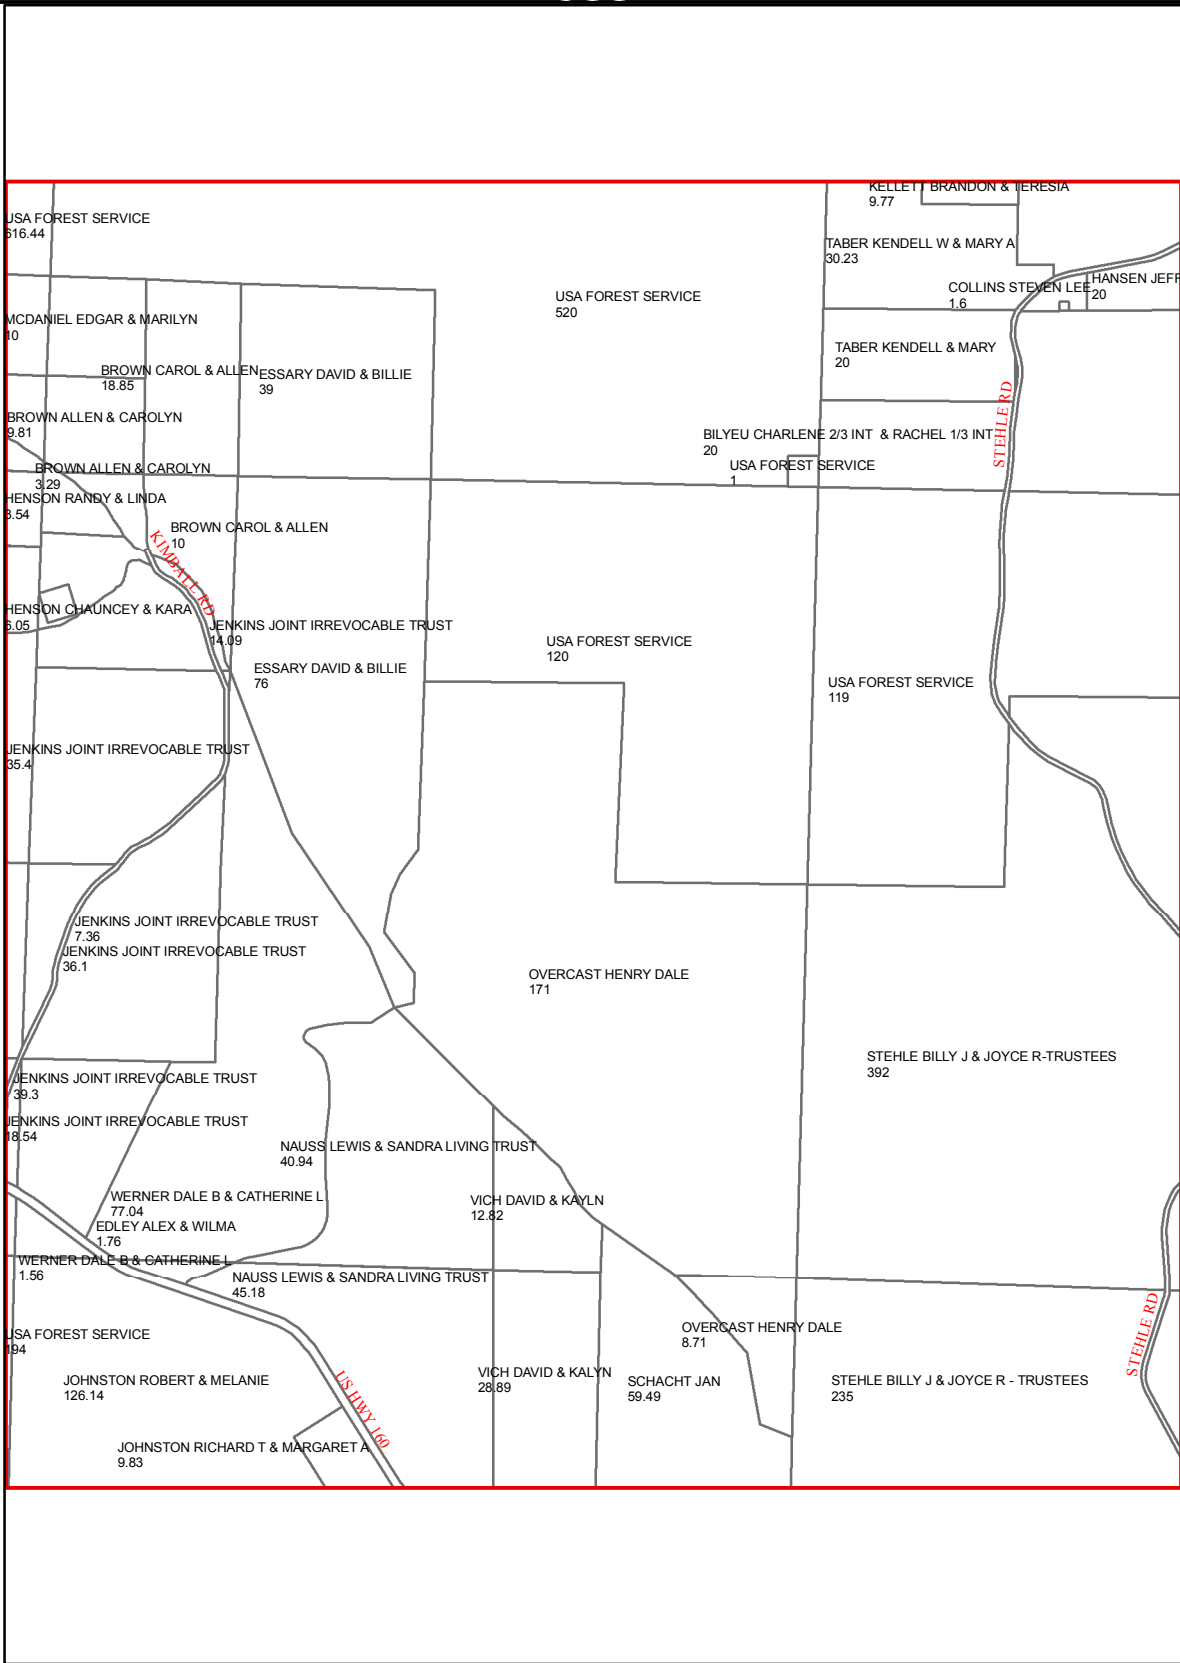 KELLETT BRANDON & TERESIA
9.77
USA FOREST SERVICE
616.44
TABER KENDELL W & MARY A
30.23
HANSEN JEFF
20
COLLINS STEVEN LEE
1.6
USA FOREST SERVICE
520
MCDANIEL EDGAR & MARILYN
10
TABER KENDELL & MARY
20
BROWN CAROL & ALLEN
18.85
ESSARY DAVID & BILLIE
39
STEHLE RD
BROWN ALLEN & CAROLYN
9.81
BILYEU CHARLENE 2/3 INT & RACHEL 1/3 INT
20
USA FOREST SERVICE
1
BROWN ALLEN & CAROLYN
3.29
HENSON RANDY & LINDA
3.54
BROWN CAROL & ALLEN
10
KIMBALL RD
HENSON CHAUNCEY & KARA
6.05
JENKINS JOINT IRREVOCABLE TRUST
14.09
USA FOREST SERVICE
120
ESSARY DAVID & BILLIE
76
USA FOREST SERVICE
119
JENKINS JOINT IRREVOCABLE TRUST
35.4
JENKINS JOINT IRREVOCABLE TRUST
7.36
JENKINS JOINT IRREVOCABLE TRUST
36.1
OVERCAST HENRY DALE
171
STEHLE BILLY J & JOYCE R-TRUSTEES
392
JENKINS JOINT IRREVOCABLE TRUST
39.3
JENKINS JOINT IRREVOCABLE TRUST
18.54
NAUSS LEWIS & SANDRA LIVING TRUST
40.94
WERNER DALE B & CATHERINE L
77.04
VICH DAVID & KAYLN
12.82
EDLEY ALEX & WILMA
1.76
WERNER DALE B & CATHERINE L
1.56
NAUSS LEWIS & SANDRA LIVING TRUST
45.18
STEHLE RD
USA FOREST SERVICE
194
OVERCAST HENRY DALE
8.71
JOHNSTON ROBERT & MELANIE
126.14
US HWY 160
VICH DAVID & KALYN
28.89
SCHACHT JAN
59.49
STEHLE BILLY J & JOYCE R - TRUSTEES
235
JOHNSTON RICHARD T & MARGARET A
9.83